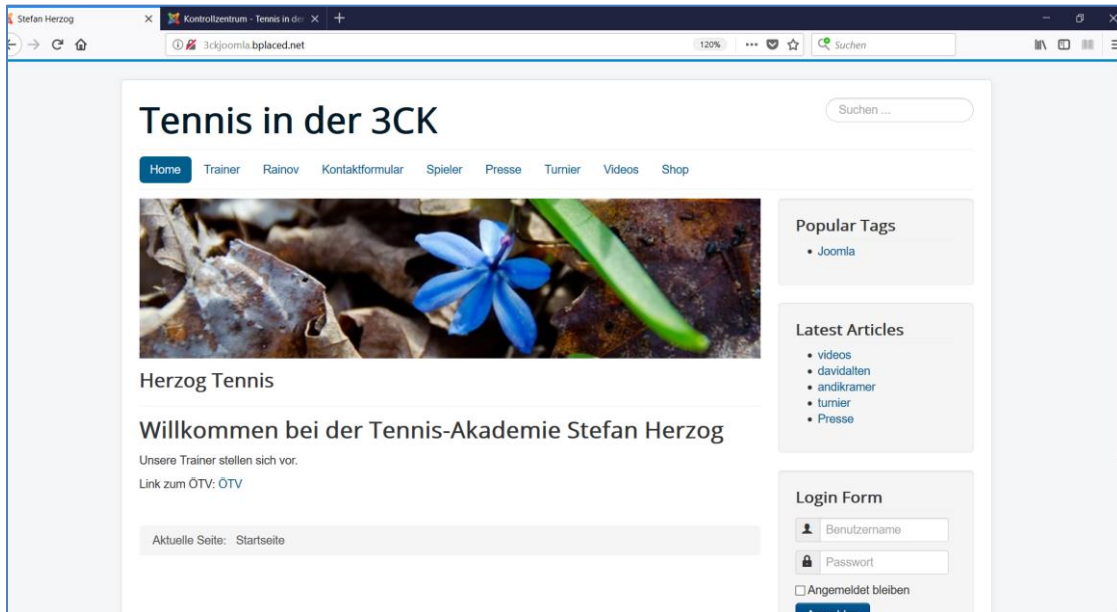 Stefan Herzog
Kontrollzentrum - Tennis in der
3ckjoomla.bplaced.net
120%
Suchen
Tennis in der 3CK
Suchen ...
Home Trainer Rainov Kontaktformular Spieler Presse Turnier Videos Shop
Herzog Tennis
Willkommen bei der Tennis-Akademie Stefan Herzog
Unsere Trainer stellen sich vor.
Link zum ÖTV: ÖTV
Aktuelle Seite: Startseite
Popular Tags
Joomla
Latest Articles
videos
davidalten
andikramer
turnier
Presse
Login Form
Benutzername
Passwort
Angemeldet bleiben